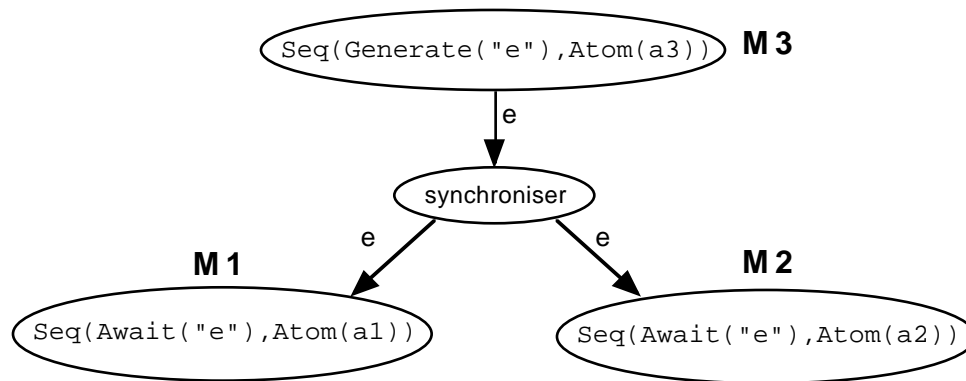 Seq(Generate("e"),Atom(a3)) M 3
e
synchroniser
e e
M 1 M 2
Seq(Await("e"),Atom(a1)) Seq(Await("e"),Atom(a2))